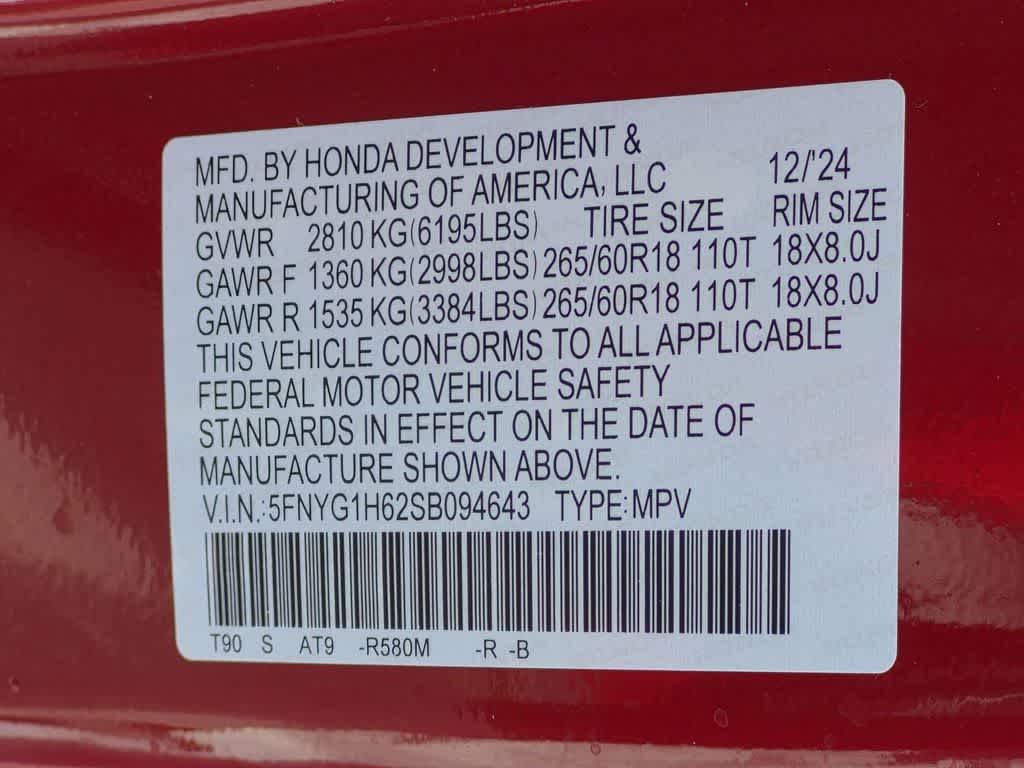 MFD. BY HONDA DEVELOPMENT &
MANUFACTURING OF AMERICA, LLC 12/'24
GVWR 2810 KG(6195LBS) TIRE SIZE RIM SIZE
GAWR F 1360 KG(2998LBS) 265/60R18 110T 18X8.0J
GAWR R 1535 KG(3384LBS) 265/60R18 110T 18X8.0J
THIS VEHICLE CONFORMS TO ALL APPLICABLE
FEDERAL MOTOR VEHICLE SAFETY
STANDARDS IN EFFECT ON THE DATE OF
MANUFACTURE SHOWN ABOVE.
V.I.N.:5FNYG1H62SB094643 TYPE:MPV
T90 S AT9 -R580M -R -B